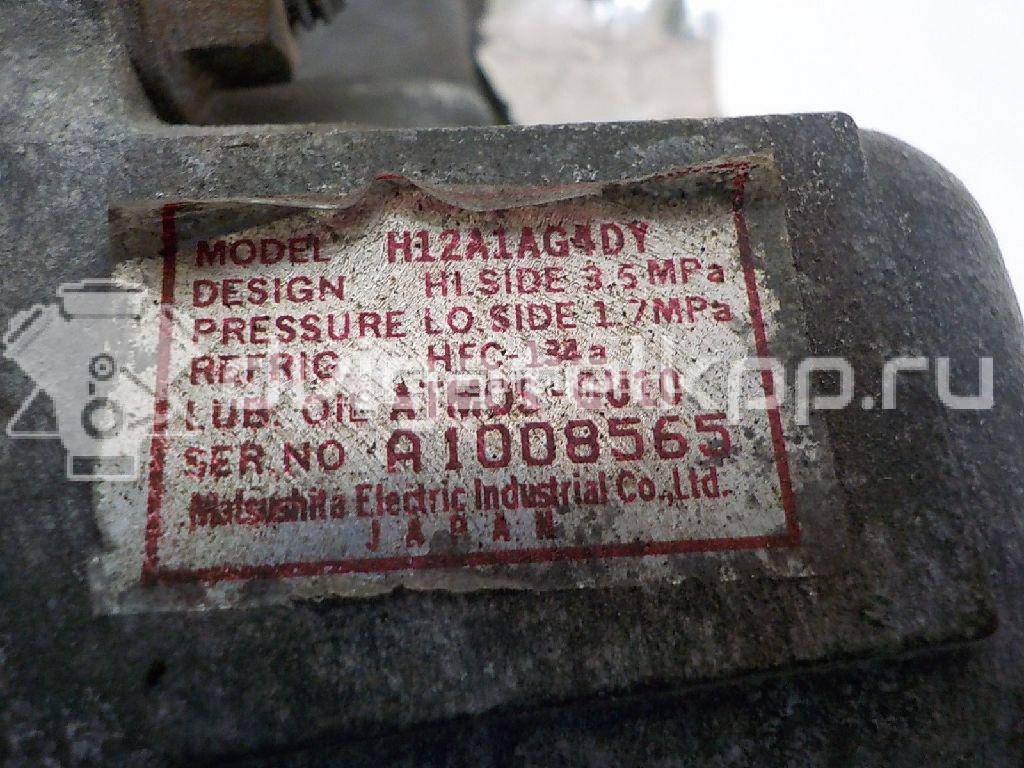 MODEL H12A1AG4DY
DESIGN HI.SIDE 3.5 MPa
PRESSURE LO.SIDE 1.7MPa
REFRIG HFC-134a
LUB. OIL
SER.NO A1008565
Matsushita Electric Industrial Co.,Ltd.
JAPAN